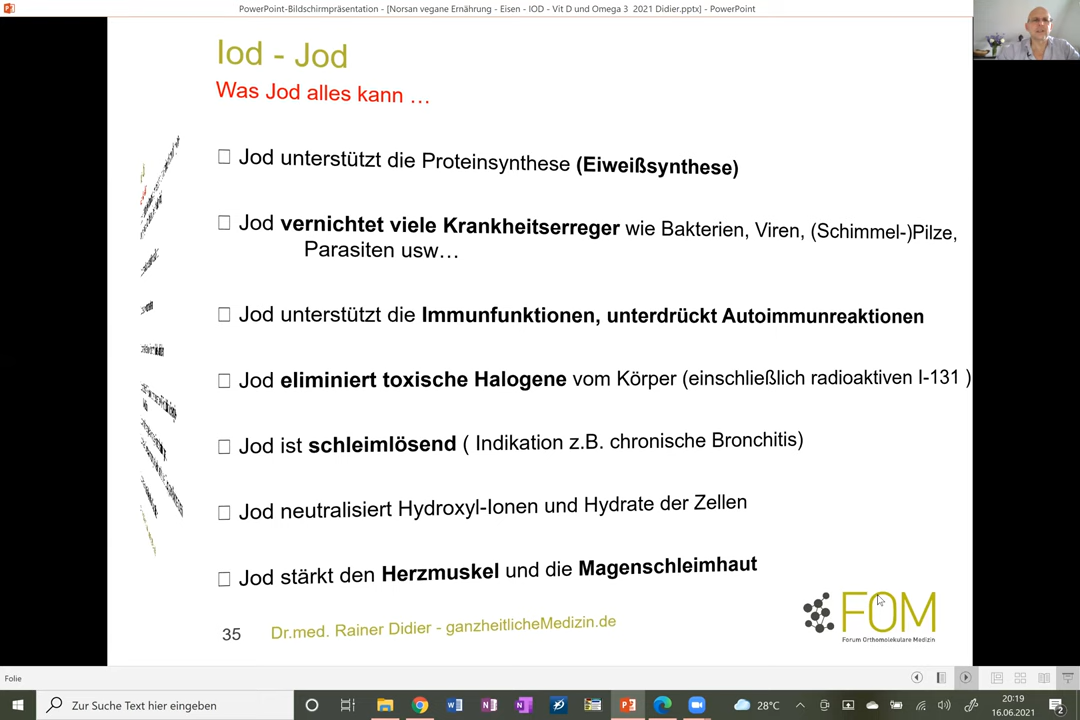 PowerPoint-Bildschirmpräsentation - [Norsan vegane Ernährung - Eisen - IOD - Vit D und Omega 3 2021 Didier.pptx] - PowerPoint
Iod - Jod
Was Jod alles kann …
Jod unterstützt die Proteinsynthese (Eiweißsynthese)
Jod vernichtet viele Krankheitserreger wie Bakterien, Viren, (Schimmel-)Pilze,
Parasiten usw…
Jod unterstützt die Immunfunktionen, unterdrückt Autoimmunreaktionen
Jod eliminiert toxische Halogene vom Körper (einschließlich radioaktiven I-131 )
Jod ist schleimlösend ( Indikation z.B. chronische Bronchitis)
Jod neutralisiert Hydroxyl-Ionen und Hydrate der Zellen
Jod stärkt den Herzmuskel und die Magenschleimhaut
35 Dr.med. Rainer Didier - ganzheitlicheMedizin.de
FOM
Forum Orthomolekulare Medizin
Folie
Zur Suche Text hier eingeben
28°C
20:19
16.06.2021
2